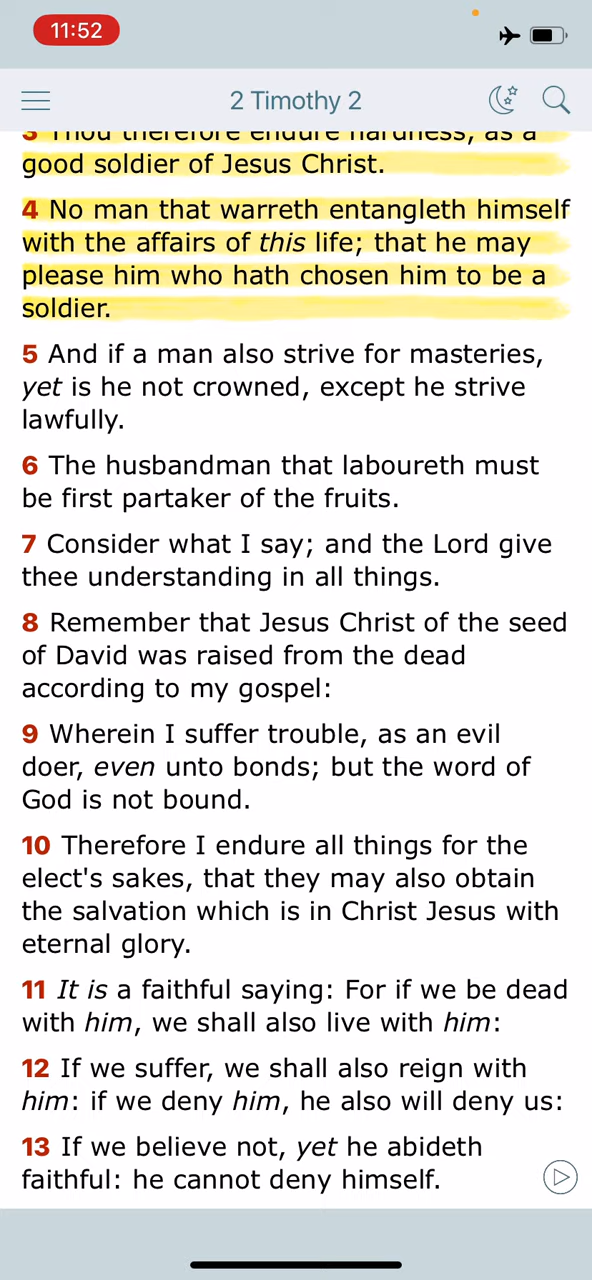 11:52
2 Timothy 2
3 Thou therefore endure hardness, as a
good soldier of Jesus Christ.
4 No man that warreth entangleth himself
with the affairs of this life; that he may
please him who hath chosen him to be a
soldier.
5 And if a man also strive for masteries,
yet is he not crowned, except he strive
lawfully.
6 The husbandman that laboureth must
be first partaker of the fruits.
7 Consider what I say; and the Lord give
thee understanding in all things.
8 Remember that Jesus Christ of the seed
of David was raised from the dead
according to my gospel:
9 Wherein I suffer trouble, as an evil
doer, even unto bonds; but the word of
God is not bound.
10 Therefore I endure all things for the
elect's sakes, that they may also obtain
the salvation which is in Christ Jesus with
eternal glory.
11 It is a faithful saying: For if we be dead
with him, we shall also live with him:
12 If we suffer, we shall also reign with
him: if we deny him, he also will deny us:
13 If we believe not, yet he abideth
faithful: he cannot deny himself.